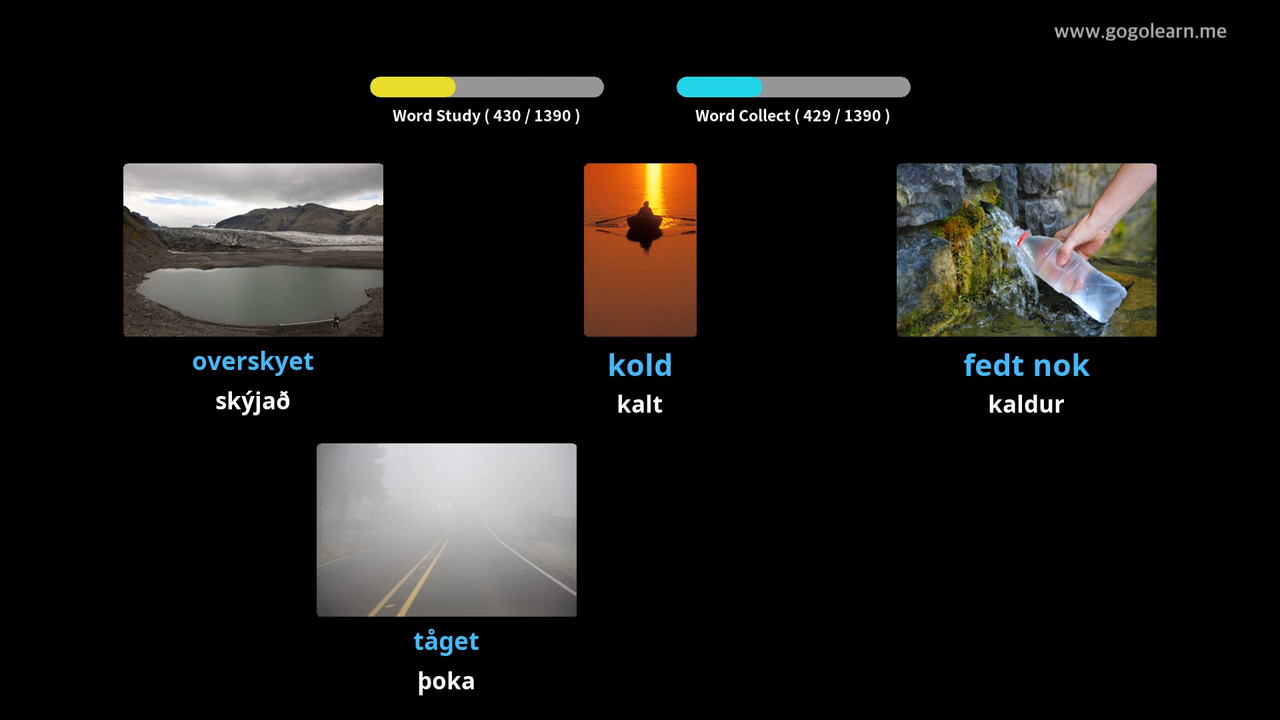 www.gogolearn.me
Word Study ( 430 / 1390 )
Word Collect ( 429 / 1390 )
overskyet
skýjað
kold
kalt
fedt nok
kaldur
tåget
þoka